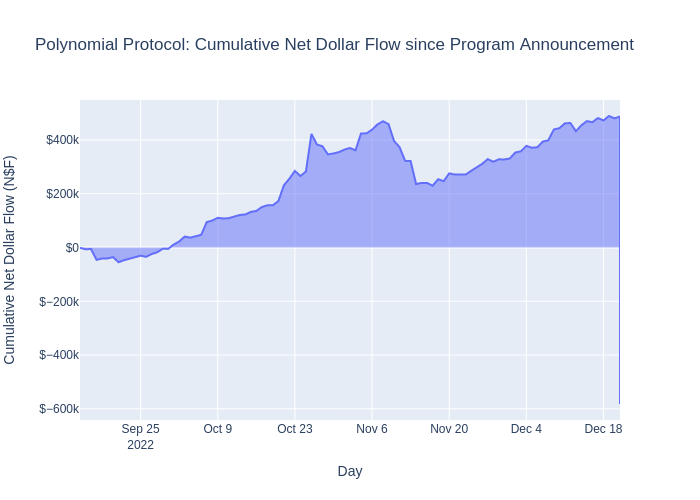 Polynomial Protocol: Cumulative Net Dollar Flow since Program Announcement
Cumulative Net Dollar Flow (N$F)
$400k
$200k
$0
$−200k
$−400k
$−600k
Sep 25
2022
Oct 9
Oct 23
Nov 6
Nov 20
Dec 4
Dec 18
Day